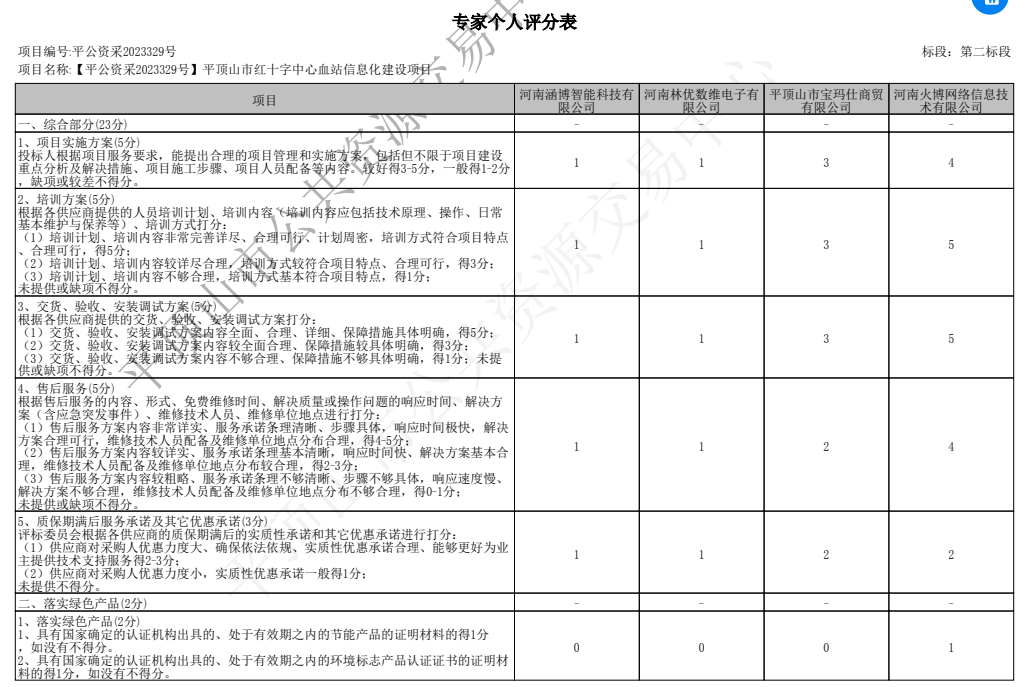 专家个人评分表
项目编号:平公资采2023329号
标段：第二标段
项目名称:【平公资采2023329号】平顶山市红十字中心血站信息化建设项目
项目 河南涵博智能科技有限公司 河南林优数维电子有限公司 平顶山市宝玛仕商贸有限公司 河南火博网络信息技术有限公司
一、综合部分(23分) - - - -
1、项目实施方案(5分)
投标人根据项目服务要求，能提出合理的项目管理和实施方案，包括但不限于项目建设
重点分析及解决措施、项目施工步骤、项目人员配备等内容。较好得3-5分，一般得1-2分
，缺项或较差不得分。
1 1 3 4
2、培训方案(5分)
根据各供应商提供的人员培训计划、培训内容（培训内容应包括技术原理、操作、日常
基本维护与保养等）、培训方式打分：
（1）培训计划、培训内容非常完善详尽、合理可行、计划周密，培训方式符合项目特点
、合理可行，得5分；
（2）培训计划、培训内容较详尽合理，培训方式较符合项目特点、合理可行，得3分；
（3）培训计划、培训内容不够合理，培训方式基本符合项目特点，得1分；
未提供或缺项不得分。
1 1 3 5
3、交货、验收、安装调试方案(5分)
根据各供应商提供的交货、验收、安装调试方案打分：
（1）交货、验收、安装调试方案内容全面、合理、详细、保障措施具体明确，得5分；
（2）交货、验收、安装调试方案内容较全面合理、保障措施较具体明确，得3分；
（3）交货、验收、安装调试方案内容不够合理、保障措施不够具体明确，得1分；未提
供或缺项不得分。
1 1 3 5
4、售后服务(5分)
根据售后服务的内容、形式、免费维修时间、解决质量或操作问题的响应时间、解决方
案（含应急突发事件）、维修技术人员、维修单位地点进行打分：
（1）售后服务方案内容非常详实、服务承诺条理清晰、步骤具体，响应时间极快，解决
方案合理可行，维修技术人员配备及维修单位地点分布合理，得4-5分；
（2）售后服务方案内容较详实、服务承诺条理基本清晰，响应时间快、解决方案基本合
理，维修技术人员配备及维修单位地点分布较合理，得2-3分；
（3）售后服务方案内容较粗略、服务承诺条理不够清晰、步骤不够具体，响应速度慢、
解决方案不够合理，维修技术人员配备及维修单位地点分布不够合理，得0-1分；
未提供或缺项不得分。
1 1 2 4
5、质保期满后服务承诺及其它优惠承诺(3分)
评标委员会根据各供应商的质保期满后的实质性承诺和其它优惠承诺进行打分：
（1）供应商对采购人优惠力度大、确保依法依规、实质性优惠承诺合理、能够更好为业
主提供技术支持服务得2-3分；
（2）供应商对采购人优惠力度小，实质性优惠承诺一般得1分；
未提供不得分。
1 1 2 2
二、落实绿色产品(2分) - - - -
1、落实绿色产品(2分)
1、具有国家确定的认证机构出具的、处于有效期之内的节能产品的证明材料的得1分
，如没有不得分。
2、具有国家确定的认证机构出具的、处于有效期之内的环境标志产品认证证书的证明材
料的得1分，如没有不得分。
0 0 0 1
平顶山市公共资源交易中心
平顶山市公共资源交易中心